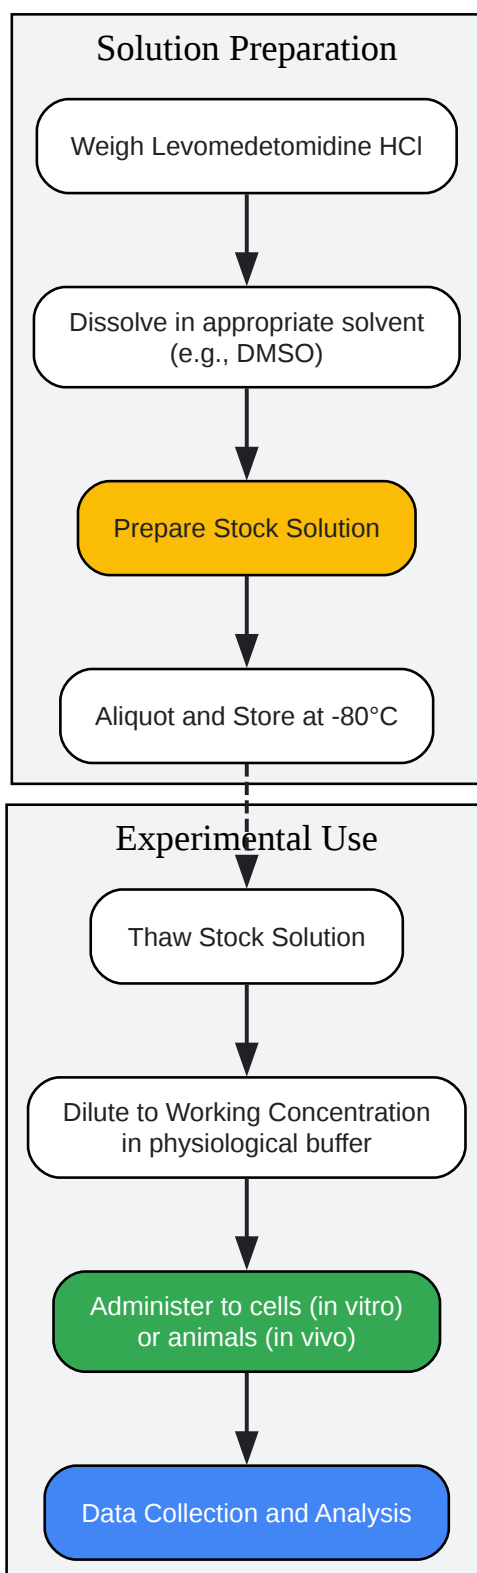 Solution Preparation
Weigh Levomedetomidine HCl
Dissolve in appropriate solvent
(e.g., DMSO)
Prepare Stock Solution
Aliquot and Store at -80°C
Experimental Use
Thaw Stock Solution
Dilute to Working Concentration
in physiological buffer
Administer to cells (in vitro)
or animals (in vivo)
Data Collection and Analysis